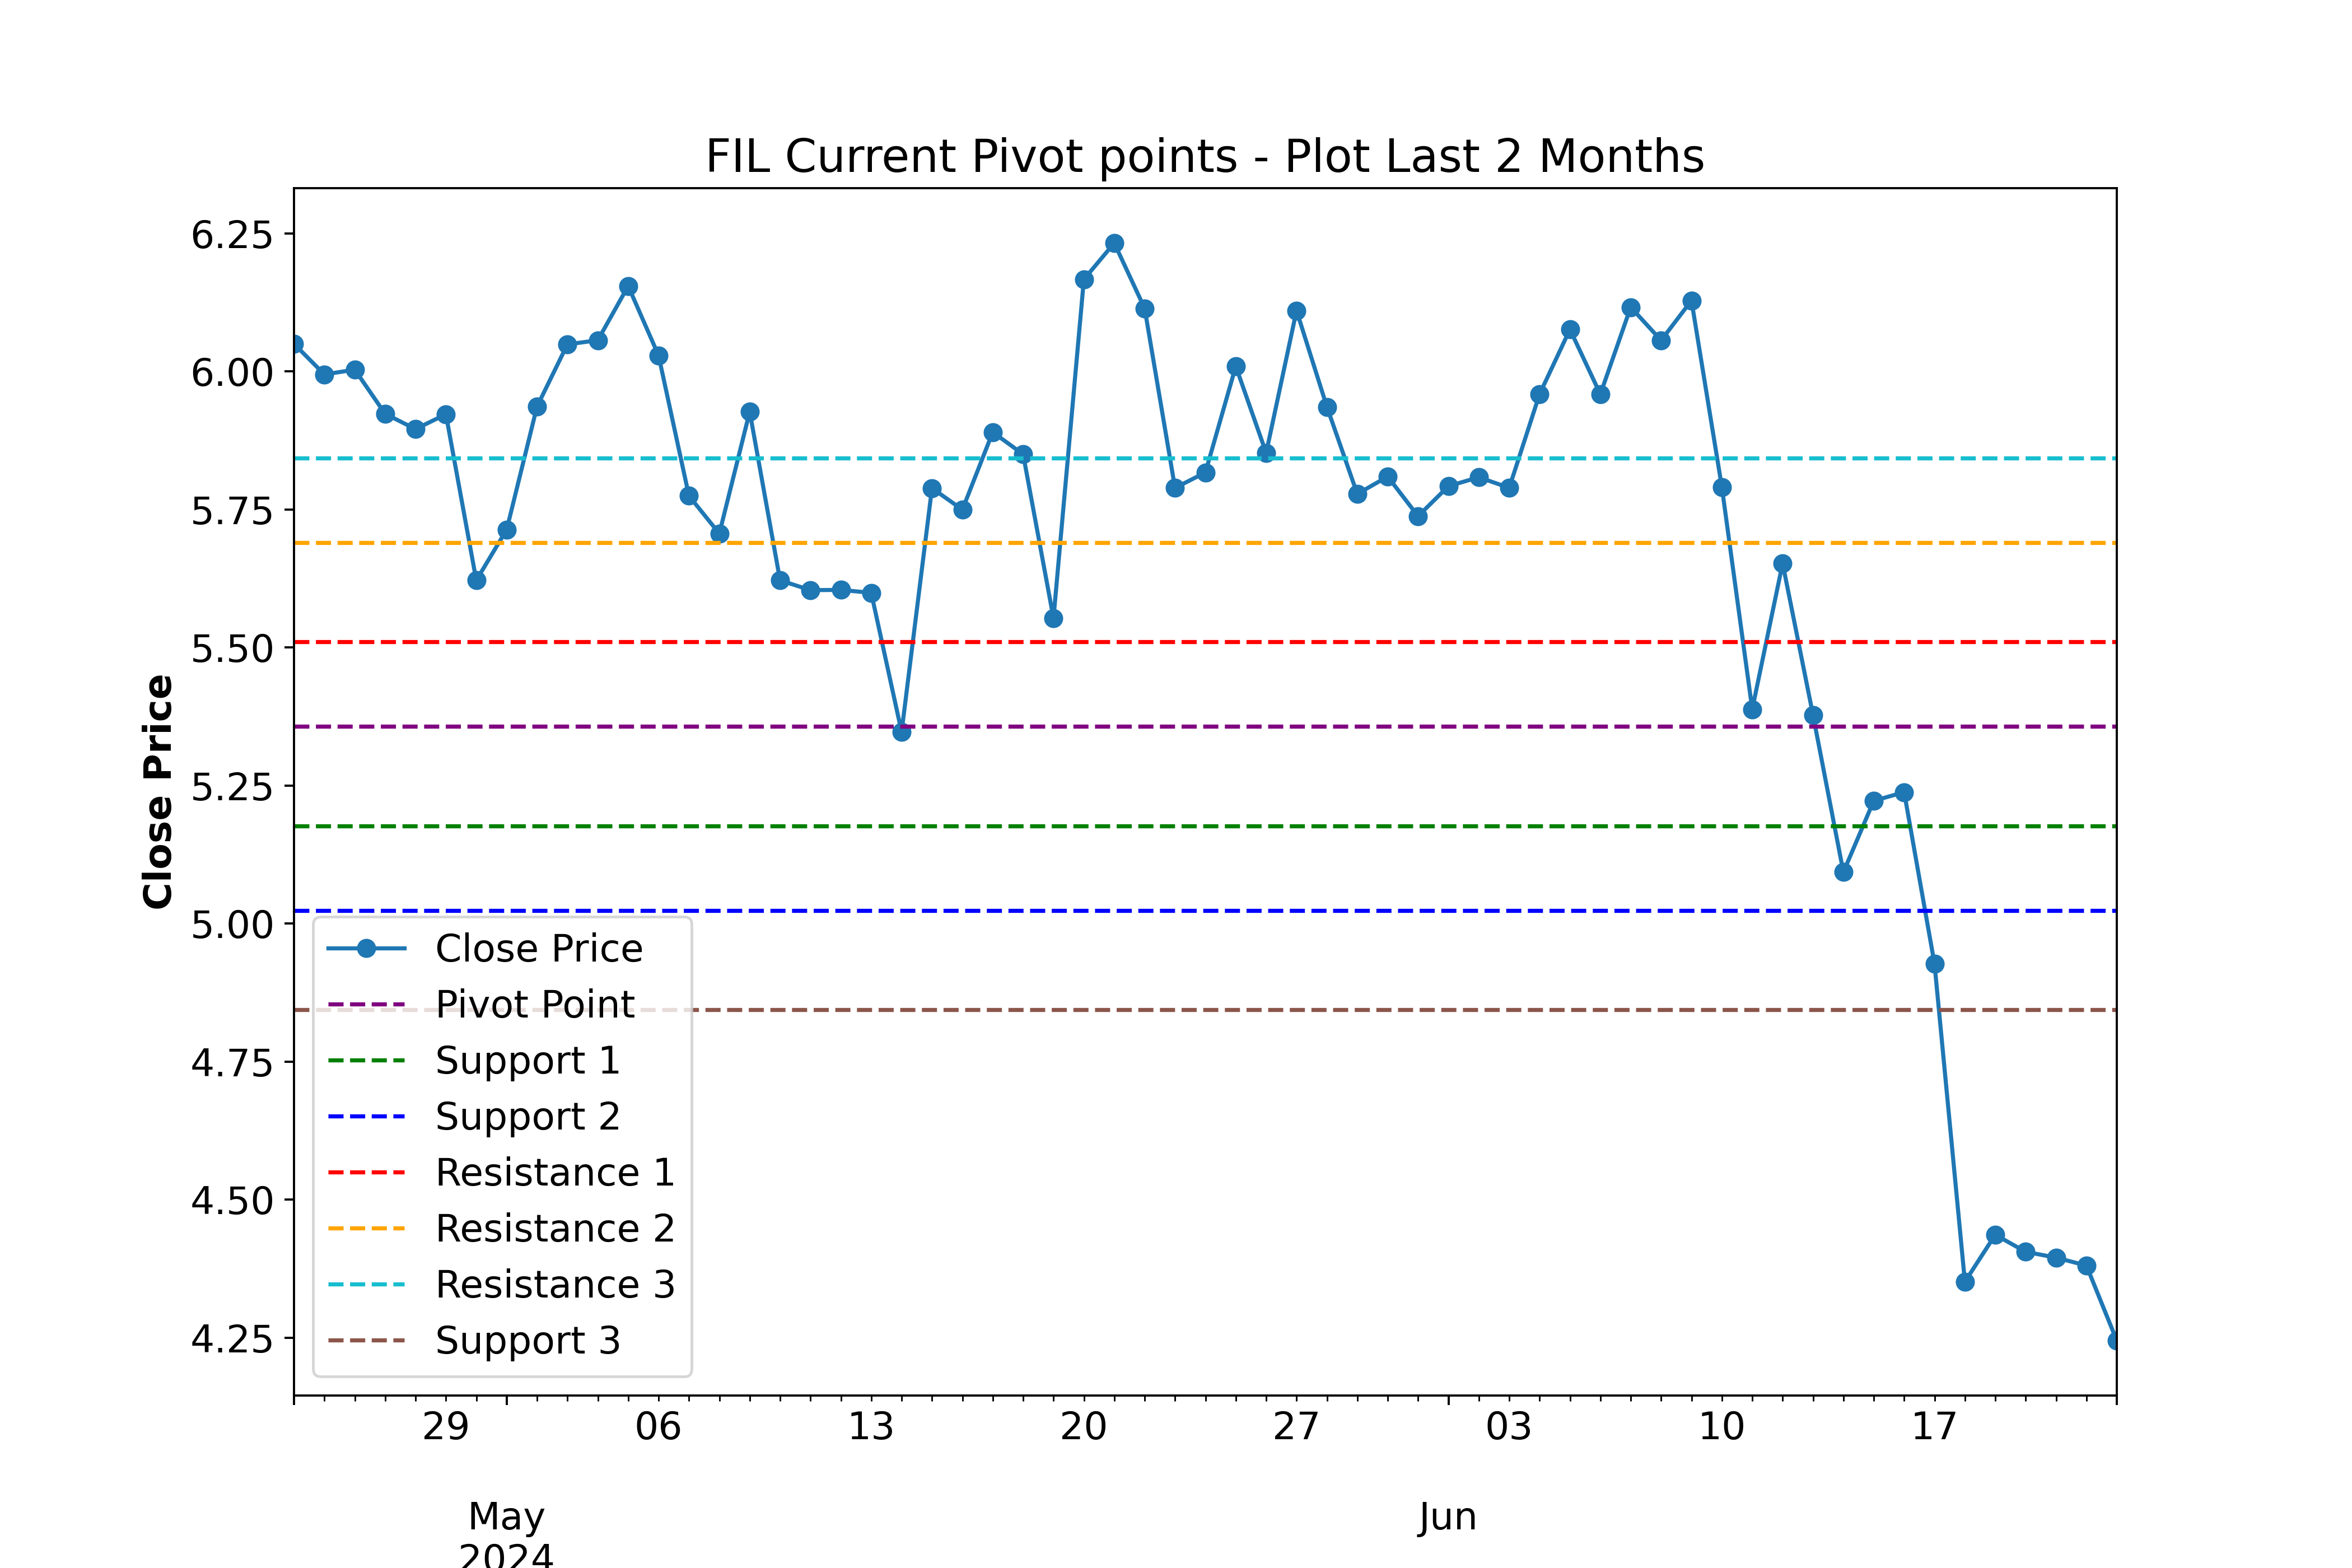 FIL Current Pivot points - Plot Last 2 Months
Close Price
6.25
6.00
5.75
5.50
5.25
5.00
4.75
4.50
4.25
Close Price
Pivot Point
Support 1
Support 2
Resistance 1
Resistance 2
Resistance 3
Support 3
29 06 13 20 27 03 10 17
May Jun
2024